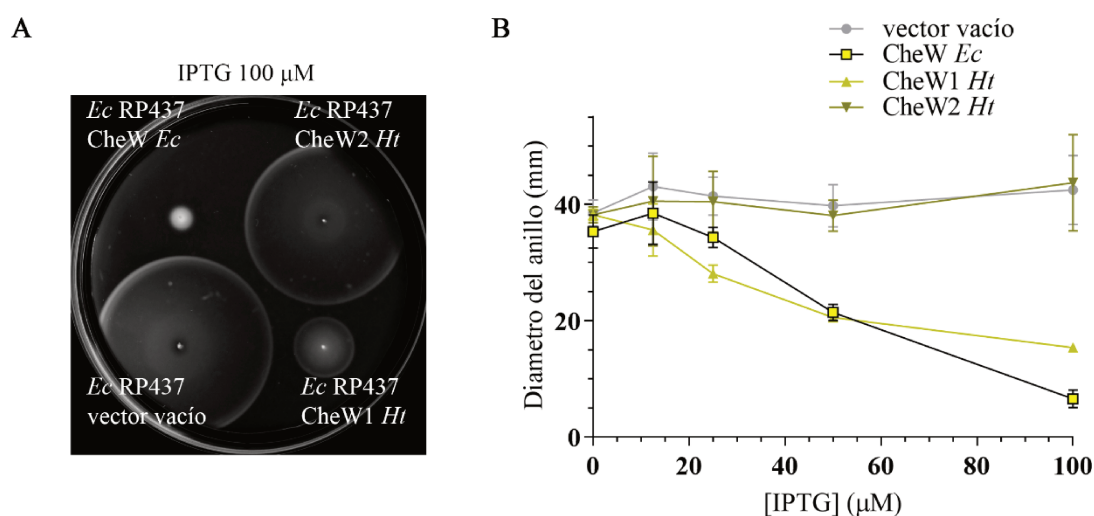 A
IPTG 100 µM
Ec RP437
CheW Ec
Ec RP437
CheW2 Ht
Ec RP437
vector vacío
Ec RP437
CheW1 Ht
B
vector vacío
CheW Ec
CheW1 Ht
CheW2 Ht
Diametro del anillo (mm)
40
20
0
0
20
40
60
80
100
[IPTG] (µM)